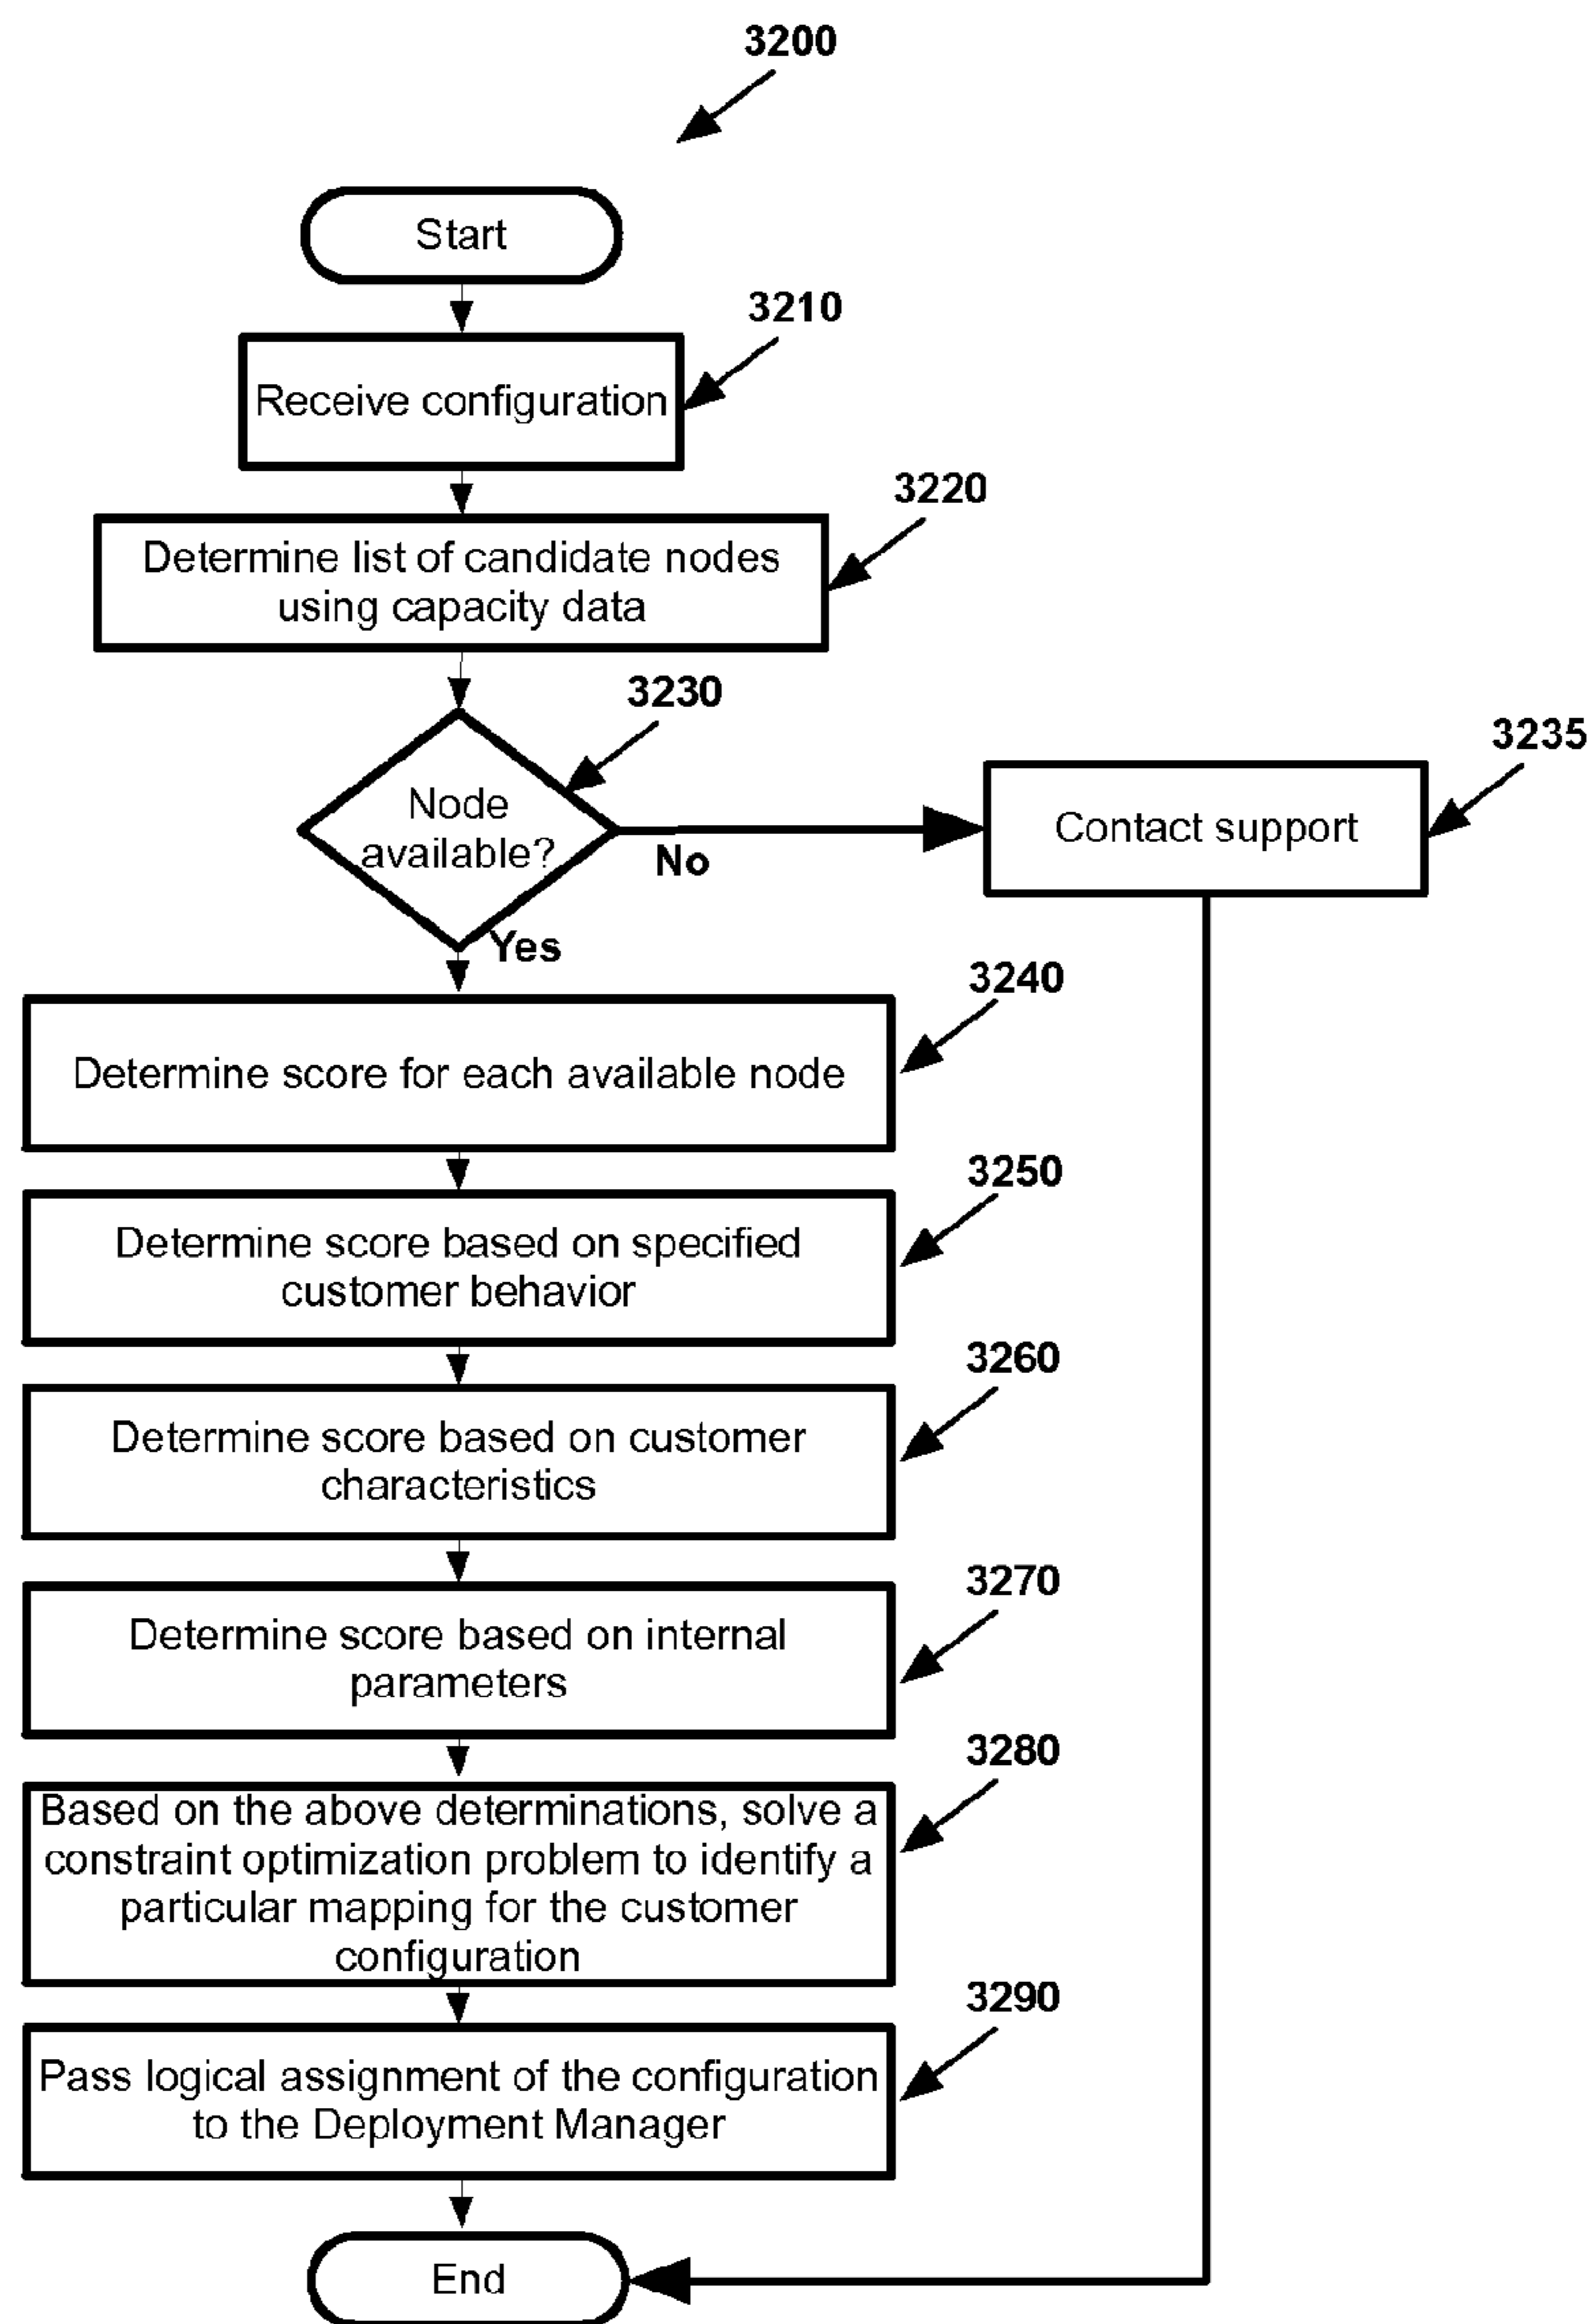 3200
Start
3210
Receive configuration
3220
Determine list of candidate nodes
using capacity data
3230
Node
available?
No
3235
Contact support
Yes
3240
Determine score for each available node
3250
Determine score based on specified
customer behavior
3260
Determine score based on customer
characteristics
3270
Determine score based on internal
parameters
3280
Based on the above determinations, solve a
constraint optimization problem to identify a
particular mapping for the customer
configuration
3290
Pass logical assignment of the configuration
to the Deployment Manager
End